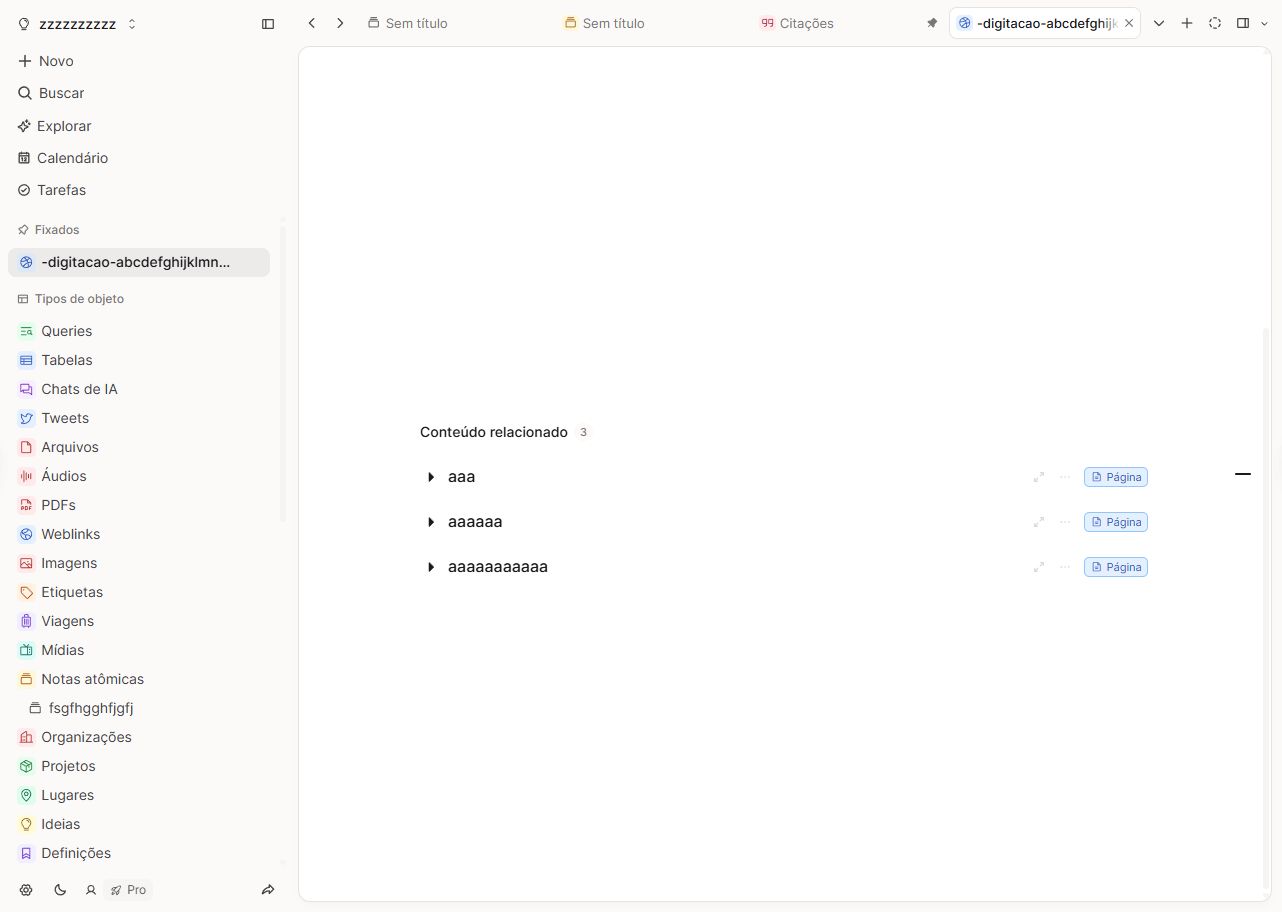 zzzzzzzzzz
Novo
Buscar
Explorar
Calendário
Tarefas
Fixados
-digitacao-abcdefghijklmn...
Tipos de objeto
Queries
Tabelas
Chats de IA
Tweets
Arquivos
Áudios
PDFs
Weblinks
Imagens
Etiquetas
Viagens
Mídias
Notas atômicas
fsgfhgghfjgfj
Organizações
Projetos
Lugares
Ideias
Definições
Pro
Sem título
Sem título
Citações
-digitacao-abcdefghijk
Conteúdo relacionado 3
aaa Página
aaaaaa Página
aaaaaaaaaaa Página